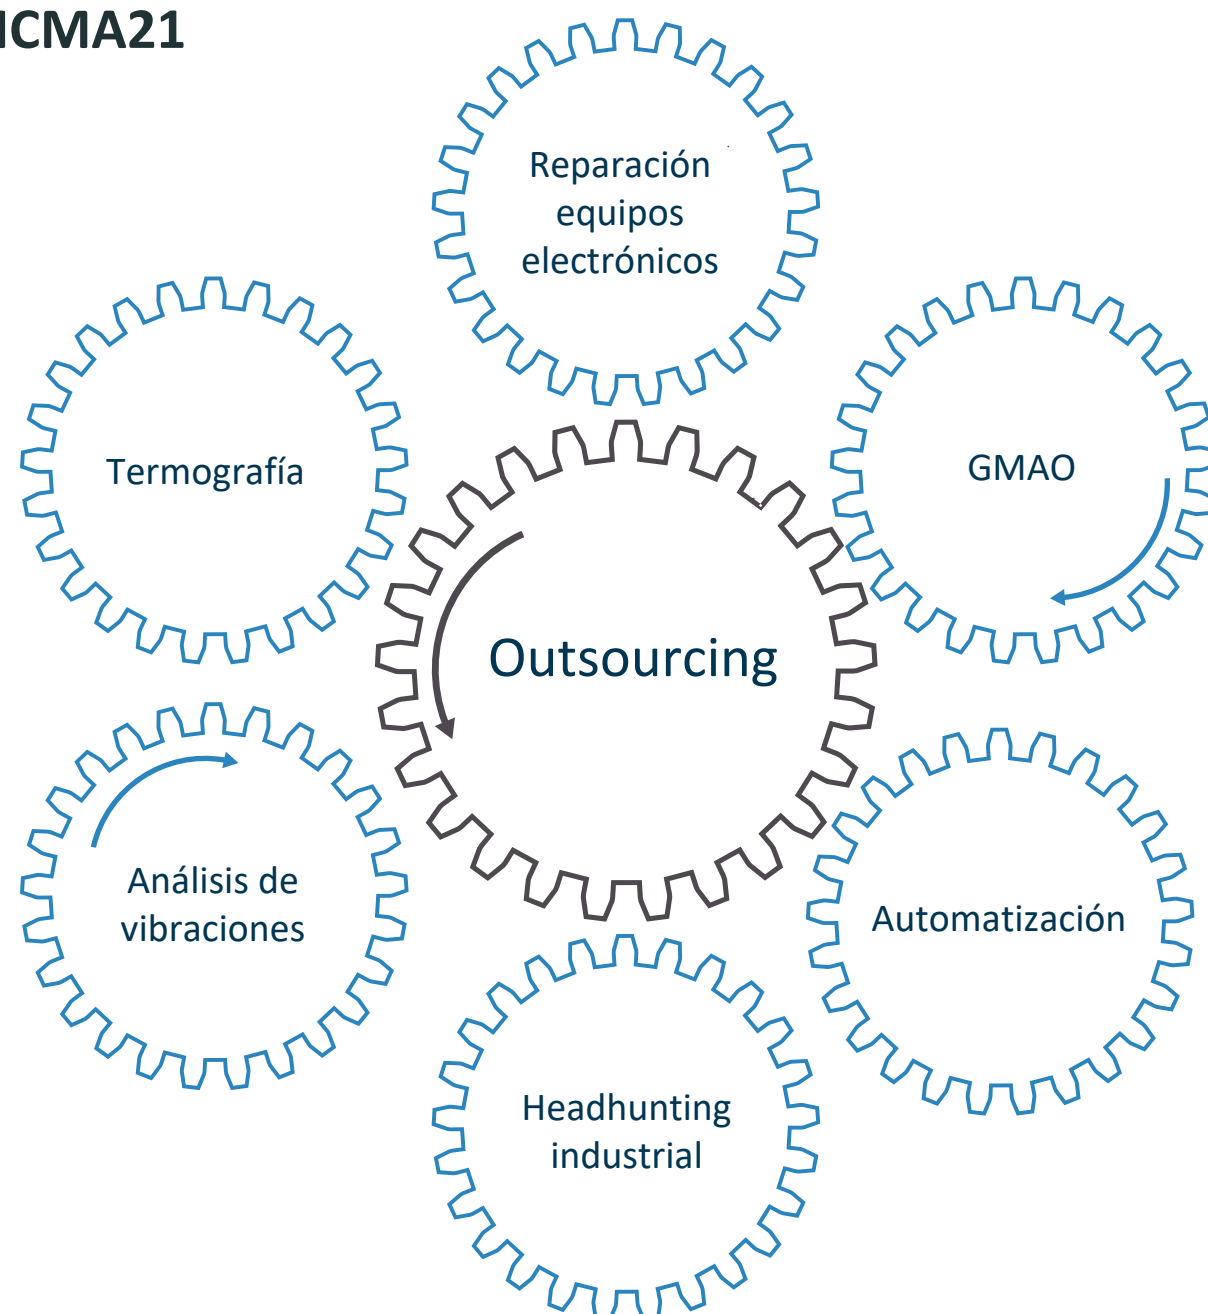 ICMA21
Reparación
equipos
electrónicos
Termografía
GMAO
Outsourcing
Análisis de
vibraciones
Automatización
Headhunting
industrial